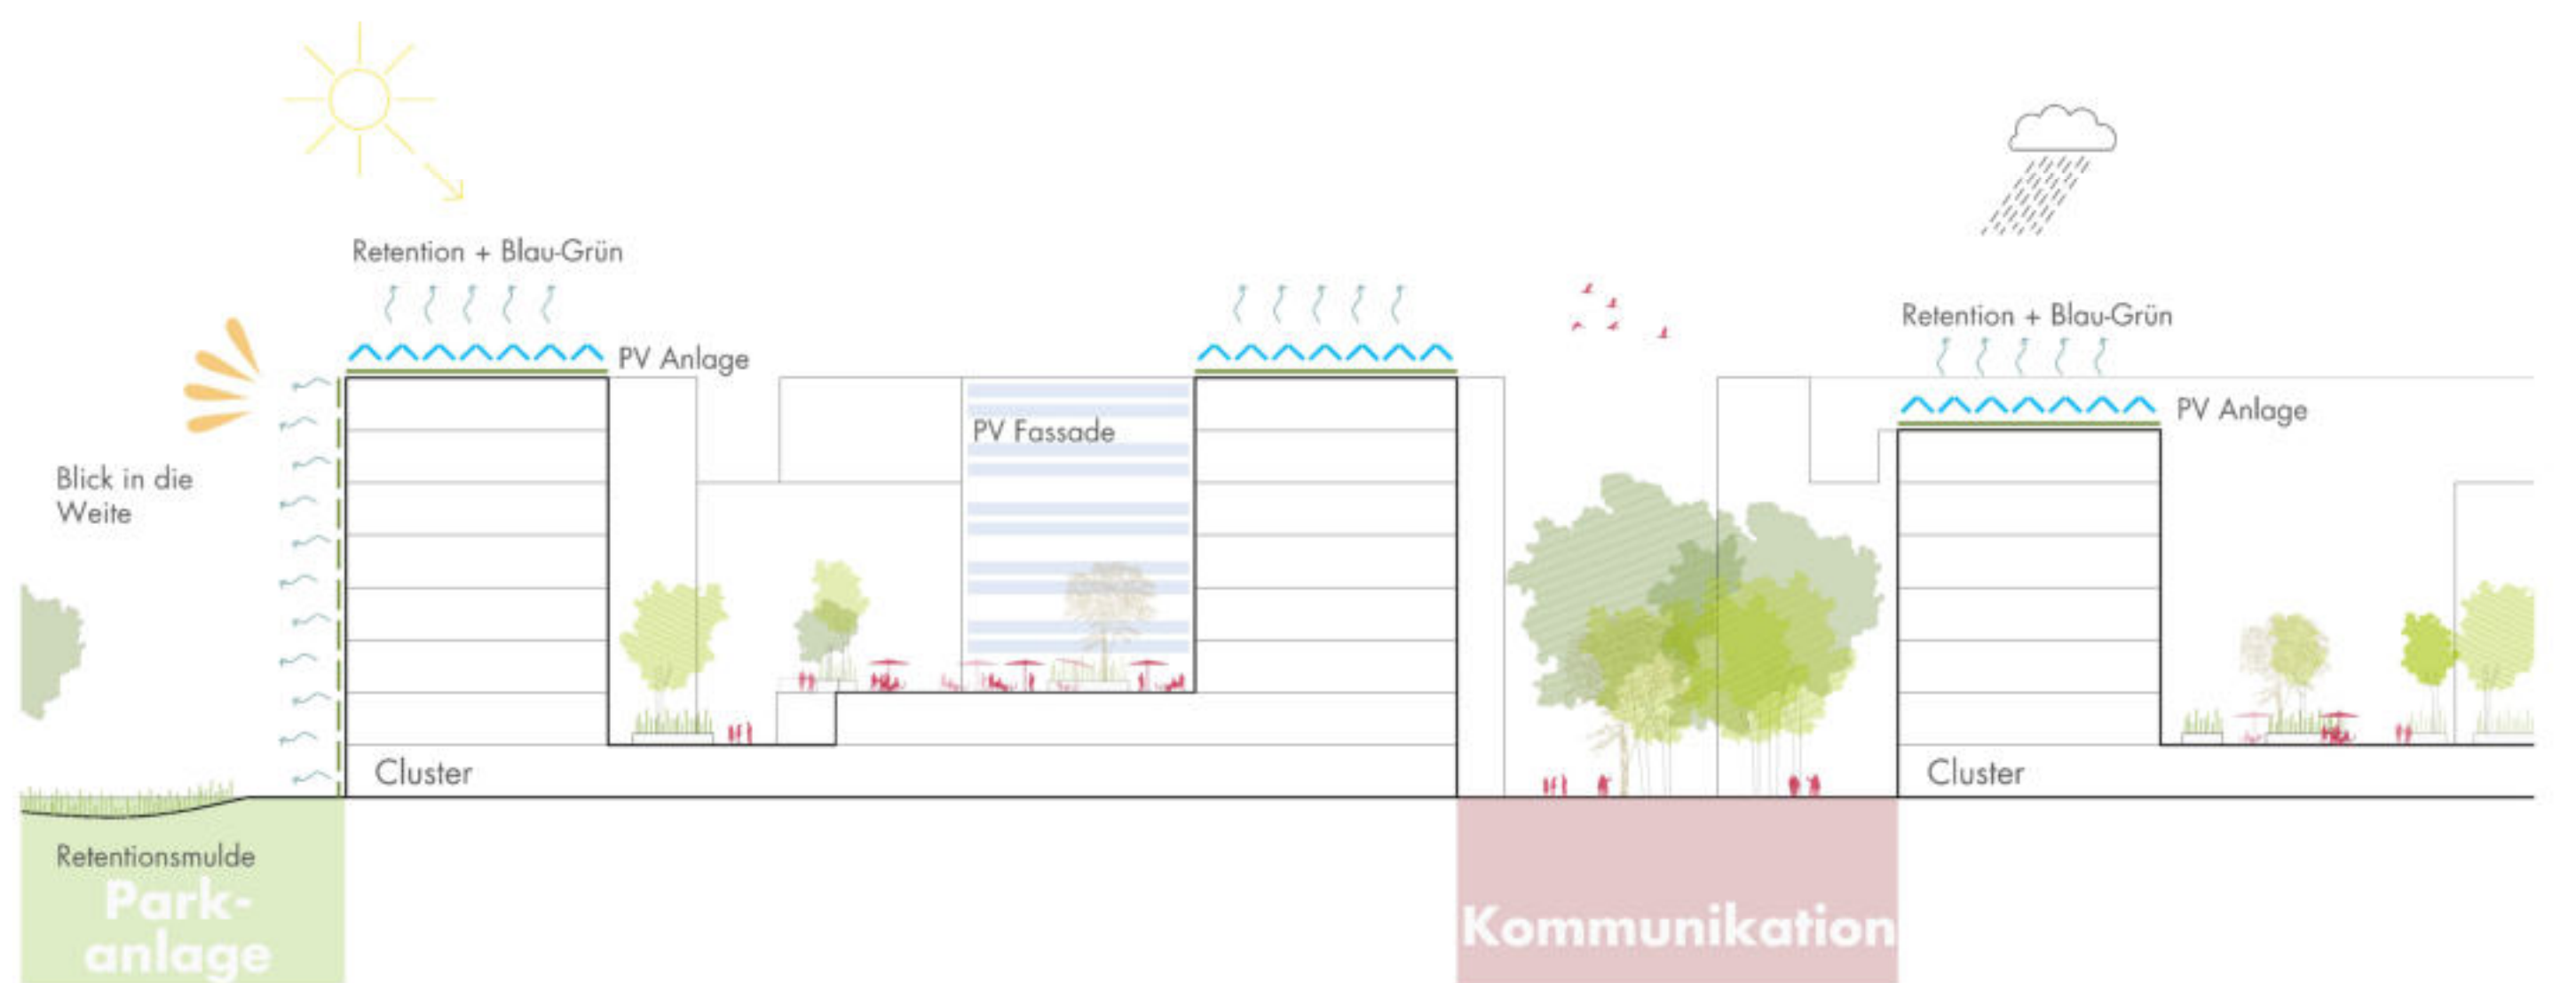 Retention + Blau-Grün
Retention + Blau-Grün
PV Anlage
PV Anlage
PV Fassade
Blick in die
Weite
Cluster
Cluster
Retentionsmulde
Park-
anlage
Kommunikation